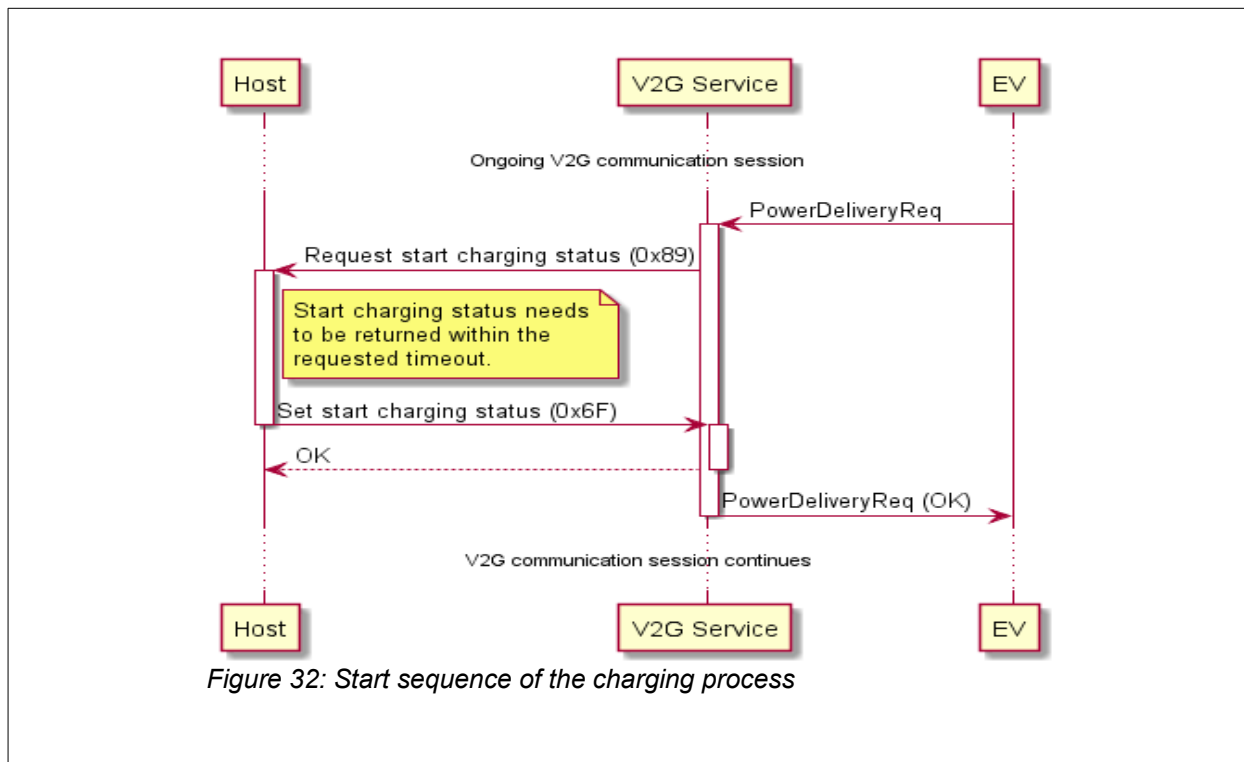 Host
V2G Service
EV
Ongoing V2G communication session
PowerDeliveryReq
Request start charging status (0x89)
Start charging status needs
to be returned within the
requested timeout.
Set start charging status (0x6F)
OK
PowerDeliveryReq (OK)
V2G communication session continues
Host
V2G Service
EV
Figure 32: Start sequence of the charging process